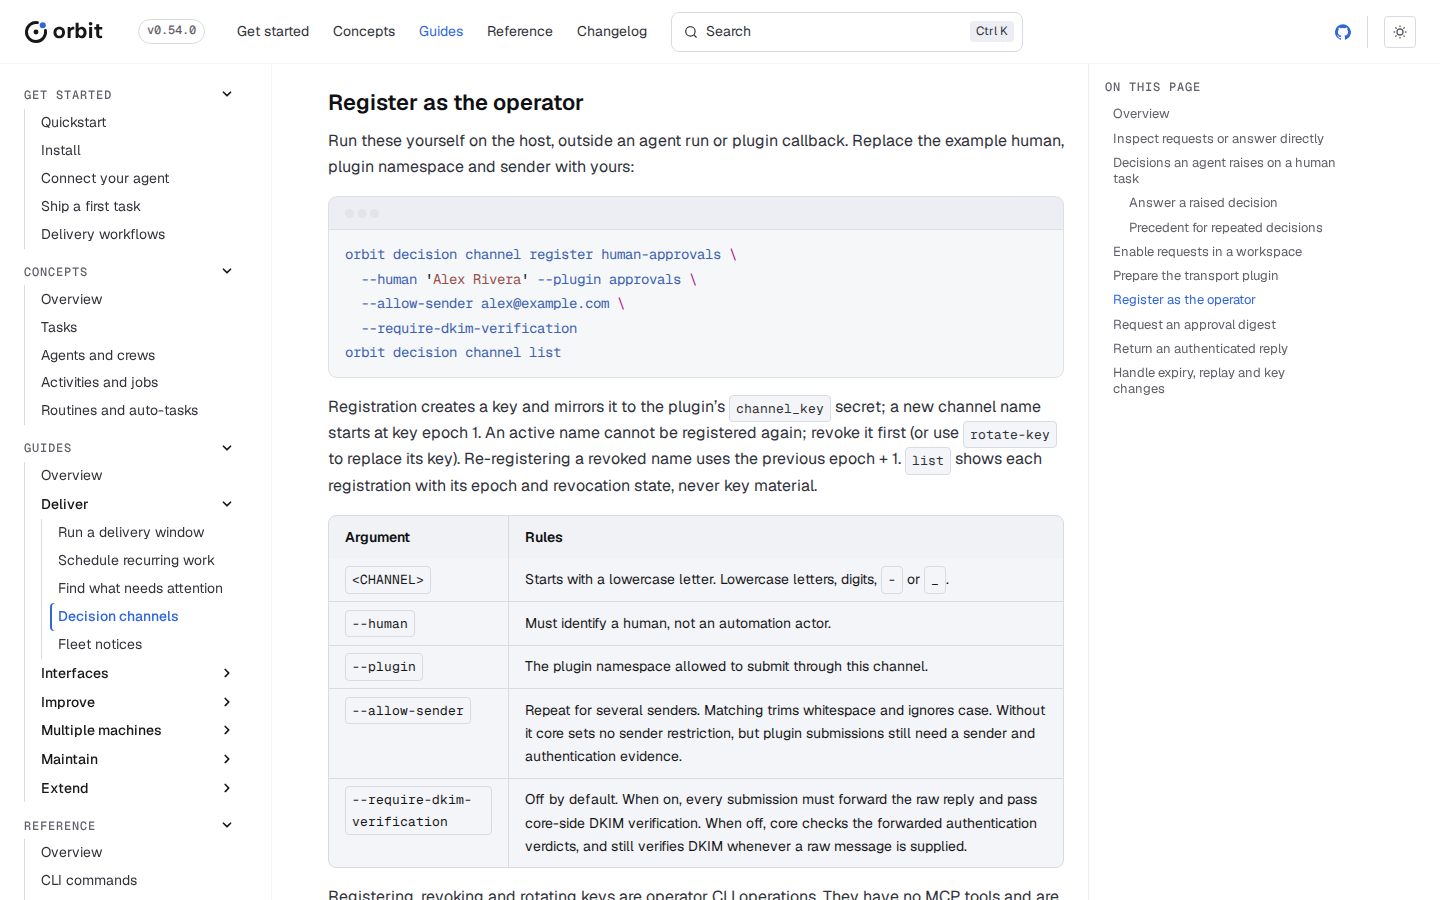 orbit
v0.54.0
Get started
Concepts
Guides
Reference
Changelog
Search
Ctrl K
GET STARTED
Quickstart
Install
Connect your agent
Ship a first task
Delivery workflows
CONCEPTS
Overview
Tasks
Agents and crews
Activities and jobs
Routines and auto-tasks
GUIDES
Overview
Deliver
Run a delivery window
Schedule recurring work
Find what needs attention
Decision channels
Fleet notices
Interfaces
Improve
Multiple machines
Maintain
Extend
REFERENCE
Overview
CLI commands
Register as the operator
Run these yourself on the host, outside an agent run or plugin callback. Replace the example human,
plugin namespace and sender with yours:
orbit decision channel register human-approvals \
--human 'Alex Rivera' --plugin approvals \
--allow-sender alex@example.com \
--require-dkim-verification
orbit decision channel list
Registration creates a key and mirrors it to the plugin’s channel_key secret; a new channel name
starts at key epoch 1. An active name cannot be registered again; revoke it first (or use rotate-key
to replace its key). Re-registering a revoked name uses the previous epoch + 1. list shows each
registration with its epoch and revocation state, never key material.
Argument
Rules
<CHANNEL>
Starts with a lowercase letter. Lowercase letters, digits, - or _.
--human
Must identify a human, not an automation actor.
--plugin
The plugin namespace allowed to submit through this channel.
--allow-sender
Repeat for several senders. Matching trims whitespace and ignores case. Without
it core sets no sender restriction, but plugin submissions still need a sender and
authentication evidence.
--require-dkim-
verification
Off by default. When on, every submission must forward the raw reply and pass
core-side DKIM verification. When off, core checks the forwarded authentication
verdicts, and still verifies DKIM whenever a raw message is supplied.
Registering, revoking and rotating keys are operator CLI operations. They have no MCP tools and are
ON THIS PAGE
Overview
Inspect requests or answer directly
Decisions an agent raises on a human
task
Answer a raised decision
Precedent for repeated decisions
Enable requests in a workspace
Prepare the transport plugin
Register as the operator
Request an approval digest
Return an authenticated reply
Handle expiry, replay and key
changes